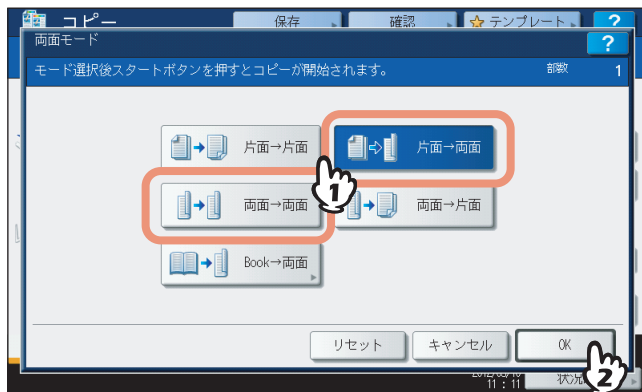 コピー 保存 確認 テンプレート ?
両面モード ?
モード選択後スタートボタンを押すとコピーが開始されます。 部数 1
片面→片面 片面→両面
1
両面→両面 両面→片面
Book→両面
リセット キャンセル OK
2
11：11 状況